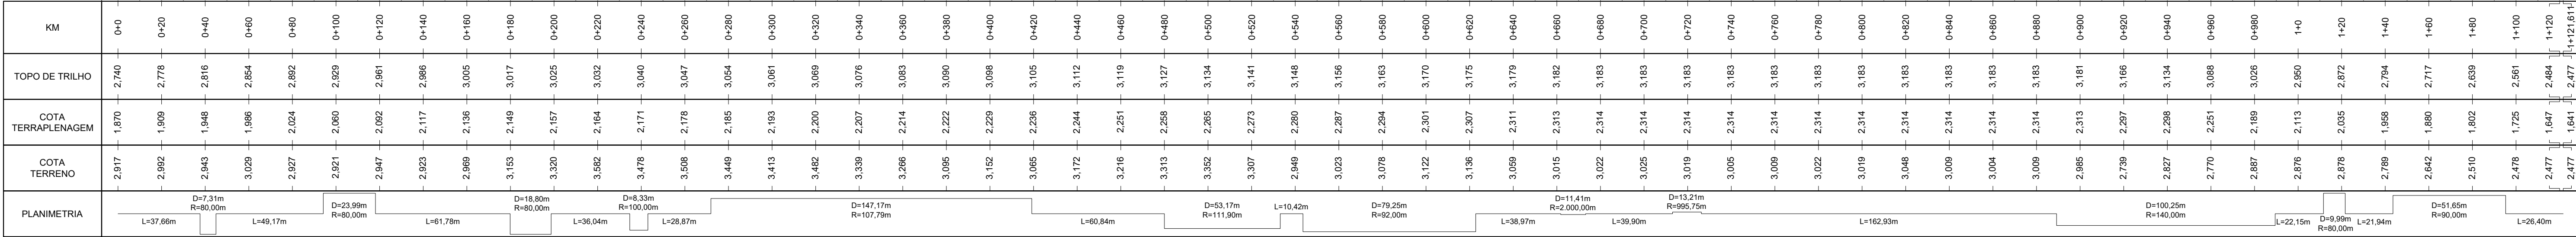 KM 0+0 0+20 0+40 0+60 0+80 0+100 0+120 0+140 0+160 0+180 0+200 0+220 0+240 0+260 0+280 0+300 0+320 0+340 0+360 0+380 0+400 0+420 0+440 0+460 0+480 0+500 0+520 0+540 0+560 0+580 0+600 0+620 0+640 0+660 0+680 0+700 0+720 0+740 0+760 0+780 0+800 0+820 0+840 0+860 0+880 0+900 0+920 0+940 0+960 0+980 1+0 1+20 1+40 1+60 1+80 1+100 1+120 1+121,611
TOPO DE TRILHO 2,740 2,778 2,816 2,854 2,892 2,929 2,961 2,986 3,005 3,017 3,025 3,032 3,040 3,047 3,054 3,061 3,069 3,076 3,083 3,090 3,098 3,105 3,112 3,119 3,127 3,134 3,141 3,148 3,156 3,163 3,170 3,175 3,179 3,182 3,183 3,183 3,183 3,183 3,183 3,183 3,183 3,183 3,183 3,183 3,183 3,181 3,166 3,134 3,088 3,026 2,950 2,872 2,794 2,717 2,639 2,561 2,484 2,477
COTA
TERRAPLENAGEM 1,870 1,909 1,948 1,986 2,024 2,060 2,092 2,117 2,136 2,149 2,157 2,164 2,171 2,178 2,185 2,193 2,200 2,207 2,214 2,222 2,229 2,236 2,244 2,251 2,258 2,265 2,273 2,280 2,287 2,294 2,301 2,307 2,311 2,313 2,314 2,314 2,314 2,314 2,314 2,314 2,314 2,314 2,314 2,314 2,314 2,313 2,297 2,298 2,251 2,189 2,113 2,035 1,958 1,880 1,802 1,725 1,647 1,641
COTA
TERRENO 2,917 2,992 2,943 3,029 2,927 2,921 2,947 2,923 2,969 3,153 3,320 3,582 3,478 3,508 3,449 3,413 3,482 3,339 3,266 3,095 3,152 3,065 3,172 3,216 3,313 3,352 3,307 2,949 3,023 3,078 3,122 3,136 3,059 3,015 3,022 3,025 3,019 3,005 3,009 3,022 3,019 3,048 3,009 3,004 3,009 2,985 2,739 2,827 2,770 2,887 2,876 2,878 2,789 2,642 2,510 2,478 2,477 2,477
PLANIMETRIA
L=37,66m
D=7,31m
R=80,00m
L=49,17m
D=23,99m
R=80,00m
L=61,78m
D=18,80m
R=80,00m
L=36,04m
D=8,33m
R=100,00m
L=28,87m
D=147,17m
R=107,79m
L=60,84m
D=53,17m
R=111,90m
L=10,42m
D=79,25m
R=92,00m
L=38,97m
D=11,41m
R=2.000,00m
L=39,90m
D=13,21m
R=995,75m
L=162,93m
D=100,25m
R=140,00m
L=22,15m
D=9,99m
R=80,00m
L=21,94m
D=51,65m
R=90,00m
L=26,40m